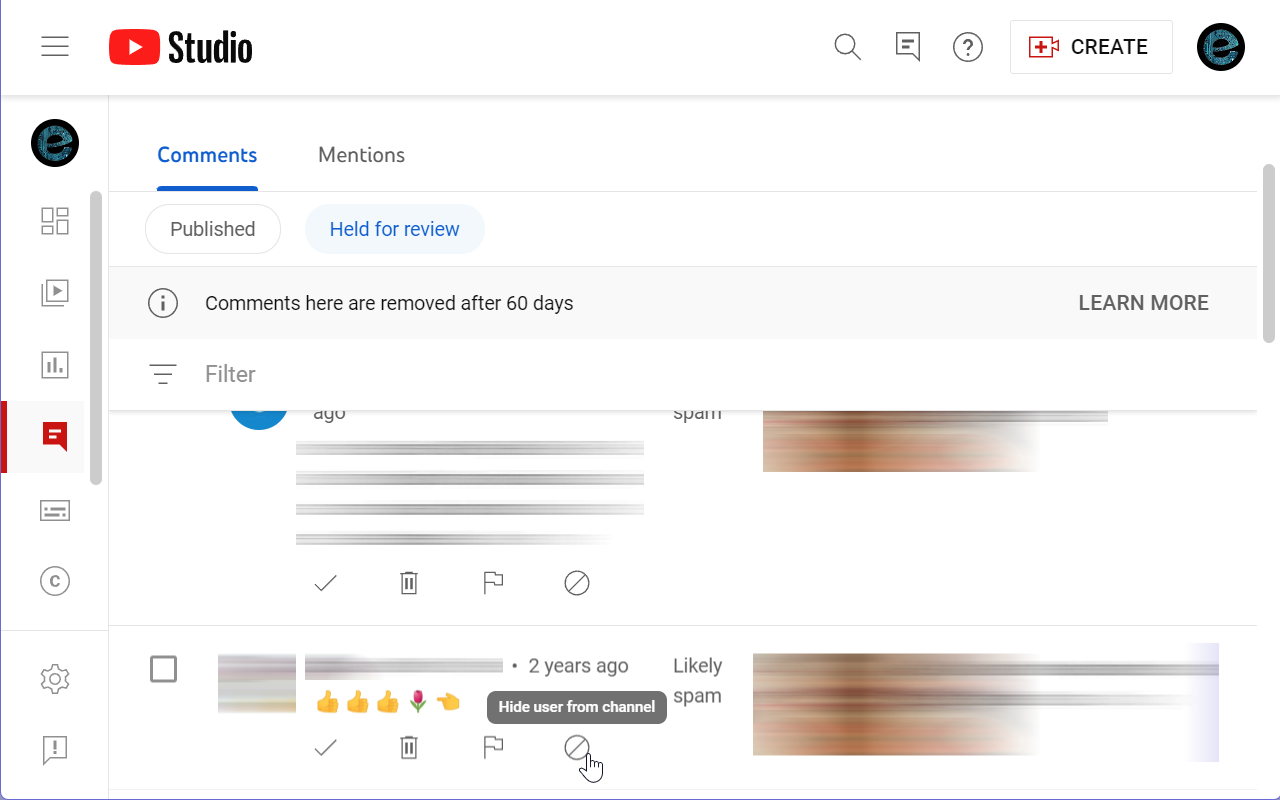 Studio
CREATE
Comments
Mentions
Published
Held for review
Comments here are removed after 60 days
LEARN MORE
Filter
ago
spam
• 2 years ago
Likely
spam
👍👍👍🌷👈
Hide user from channel